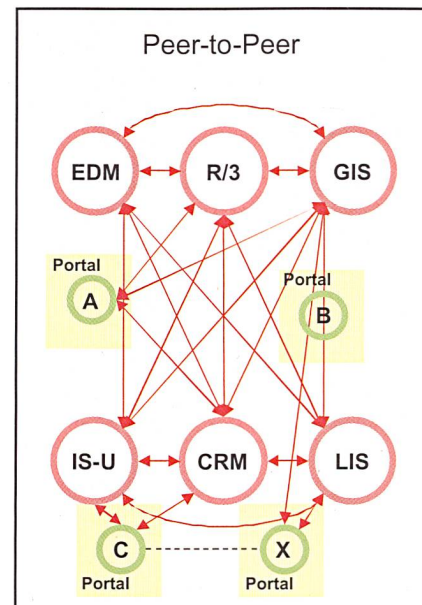 Peer-to-Peer
EDM
R/3
GIS
Portal
A
Portal
B
IS-U
CRM
LIS
C
X
Portal
Portal